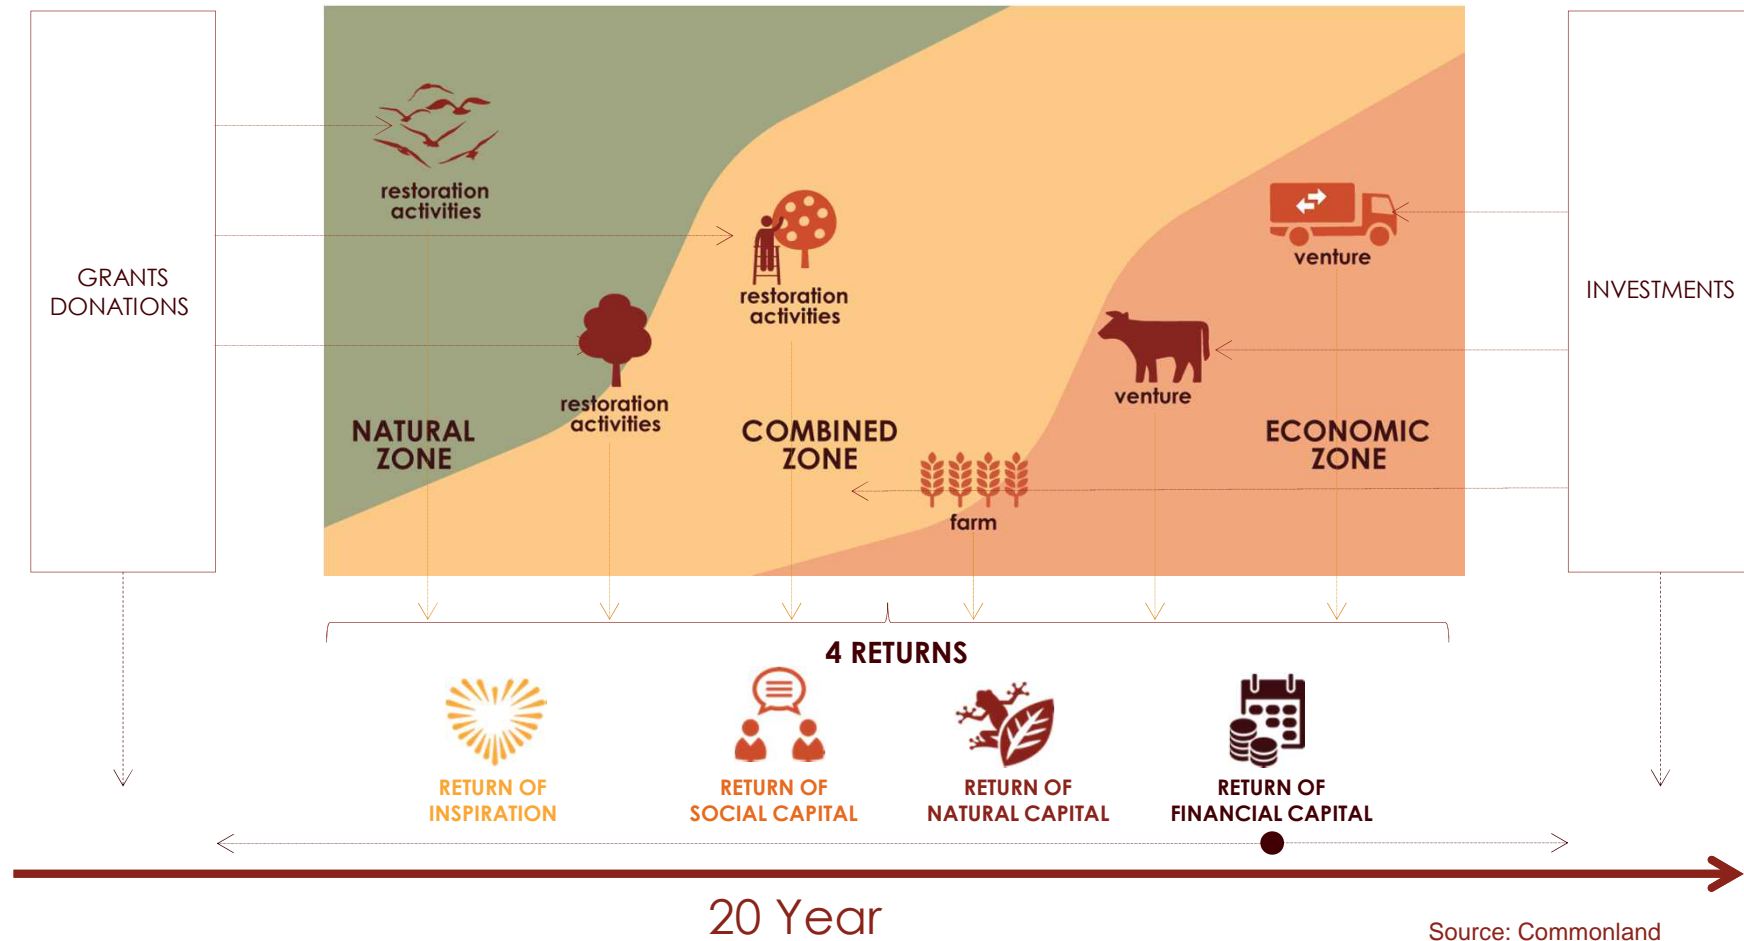 GRANTS
DONATIONS
restoration
activities
restoration
activities
restoration
activities
NATURAL
ZONE
COMBINED
ZONE
farm
venture
venture
ECONOMIC
ZONE
INVESTMENTS
4 RETURNS
RETURN OF
INSPIRATION
RETURN OF
SOCIAL CAPITAL
RETURN OF
NATURAL CAPITAL
RETURN OF
FINANCIAL CAPITAL
20 Year
Source: Commonland